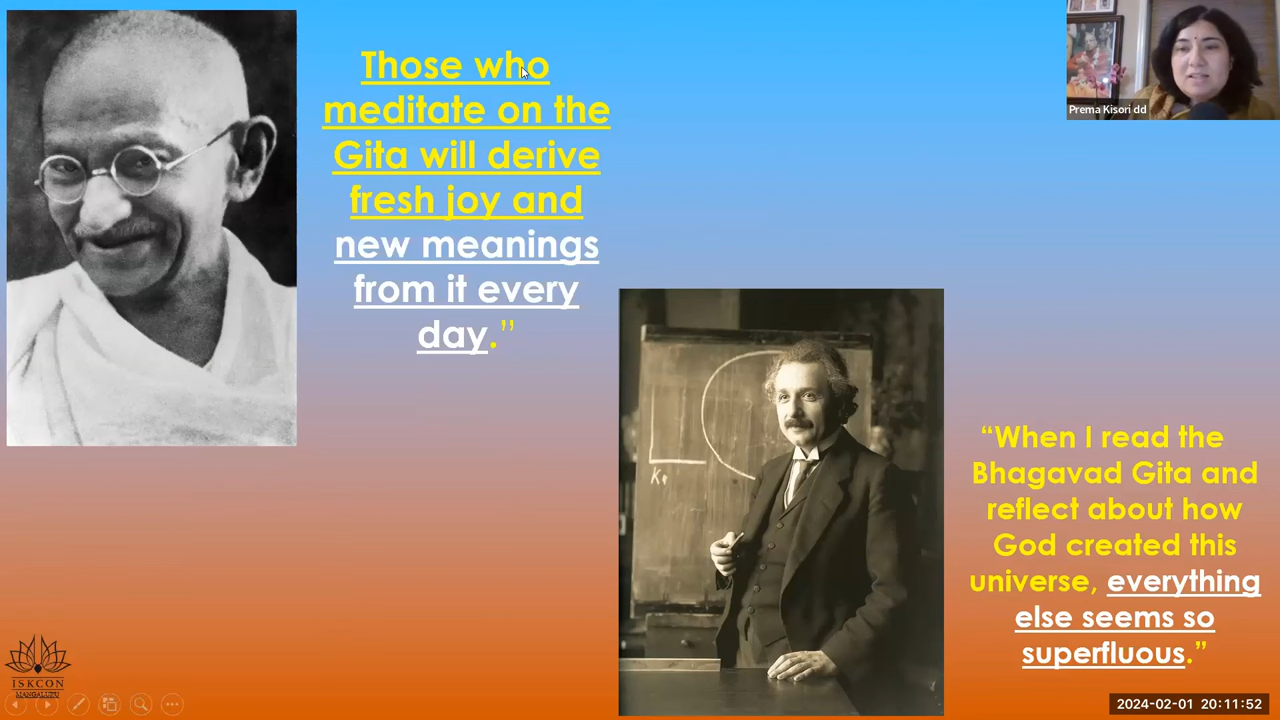 Those who
meditate on the
Gita will derive
fresh joy and
new meanings
from it every
day.”
Prema Kisori dd
“When I read the
Bhagavad Gita and
reflect about how
God created this
universe, everything
else seems so
superfluous.”
ISKCON
MANGALURU
2024-02-01 20:11:52